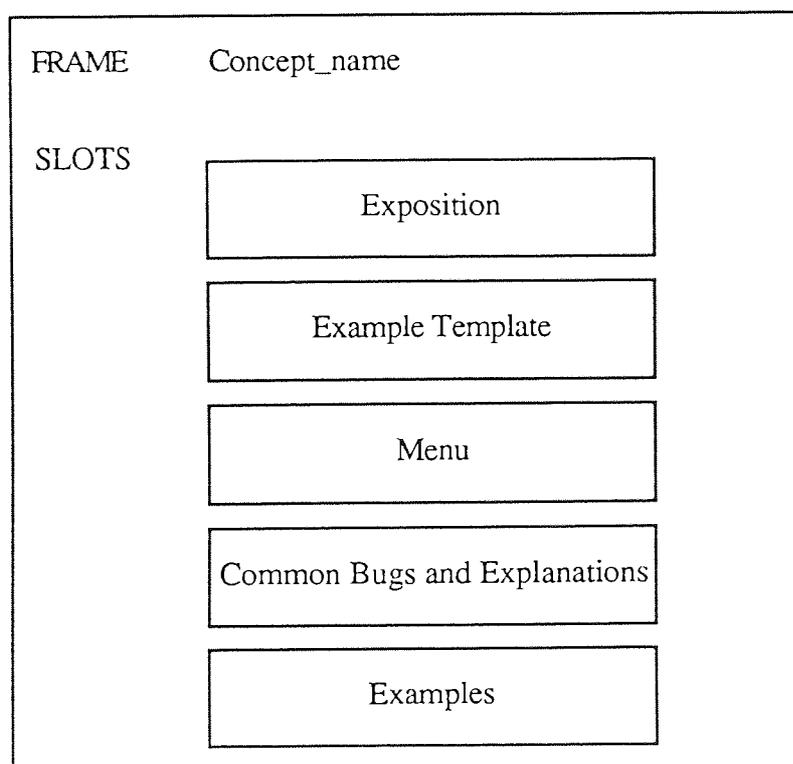 FRAME Concept_name
SLOTS
Exposition
Example Template
Menu
Common Bugs and Explanations
Examples